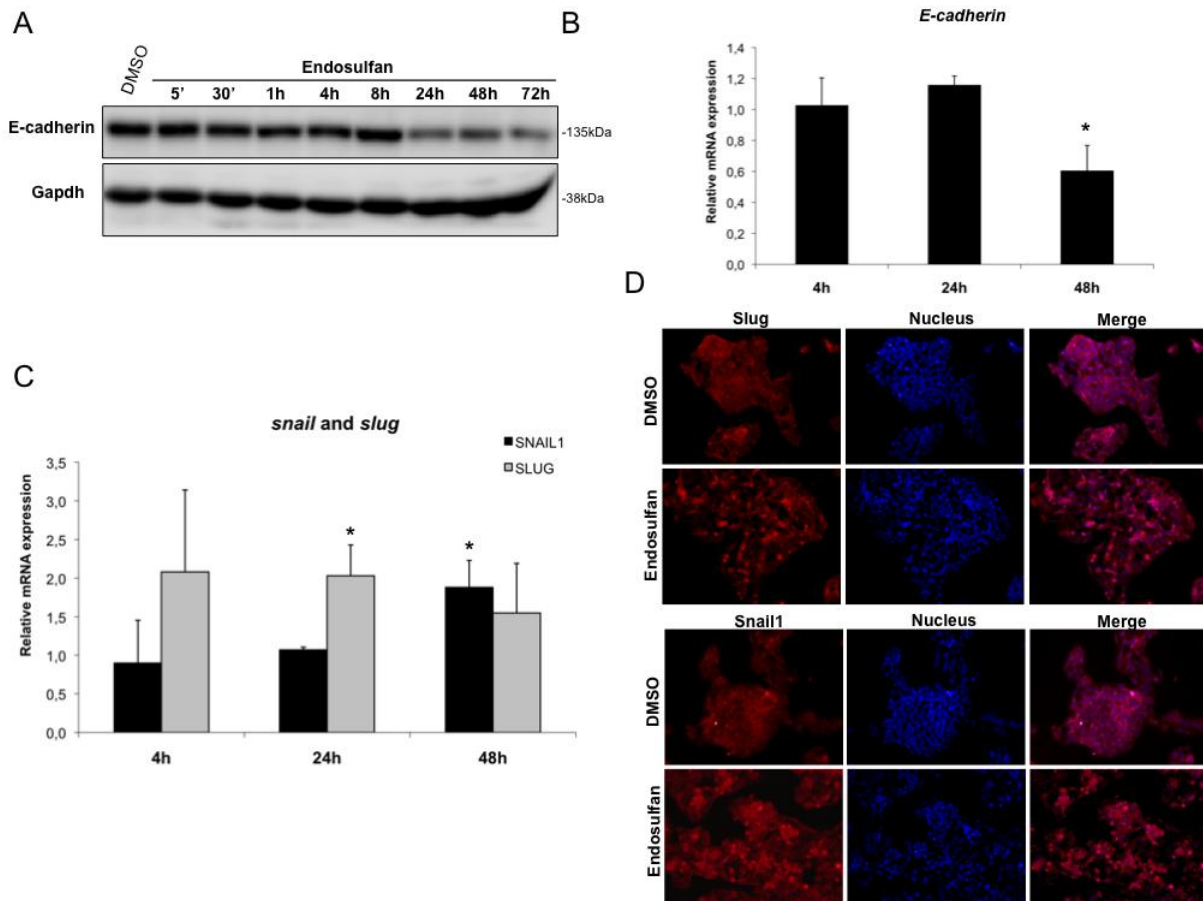 A
DMSO
Endosulfan
5’ 30’ 1h 4h 8h 24h 48h 72h
E-cadherin
-135kDa
Gapdh
-38kDa
B
E-cadherin
Relative mRNA expression
1,4
1,2
1,0
0,8
0,6
0,4
0,2
0,0
*
4h 24h 48h
C
snail and slug
SNAIL1
SLUG
Relative mRNA expression
3,5
3,0
2,5
2,0
1,5
1,0
0,5
0,0
* *
4h 24h 48h
D
Slug Nucleus Merge
DMSO
Endosulfan
Snail1 Nucleus Merge
DMSO
Endosulfan